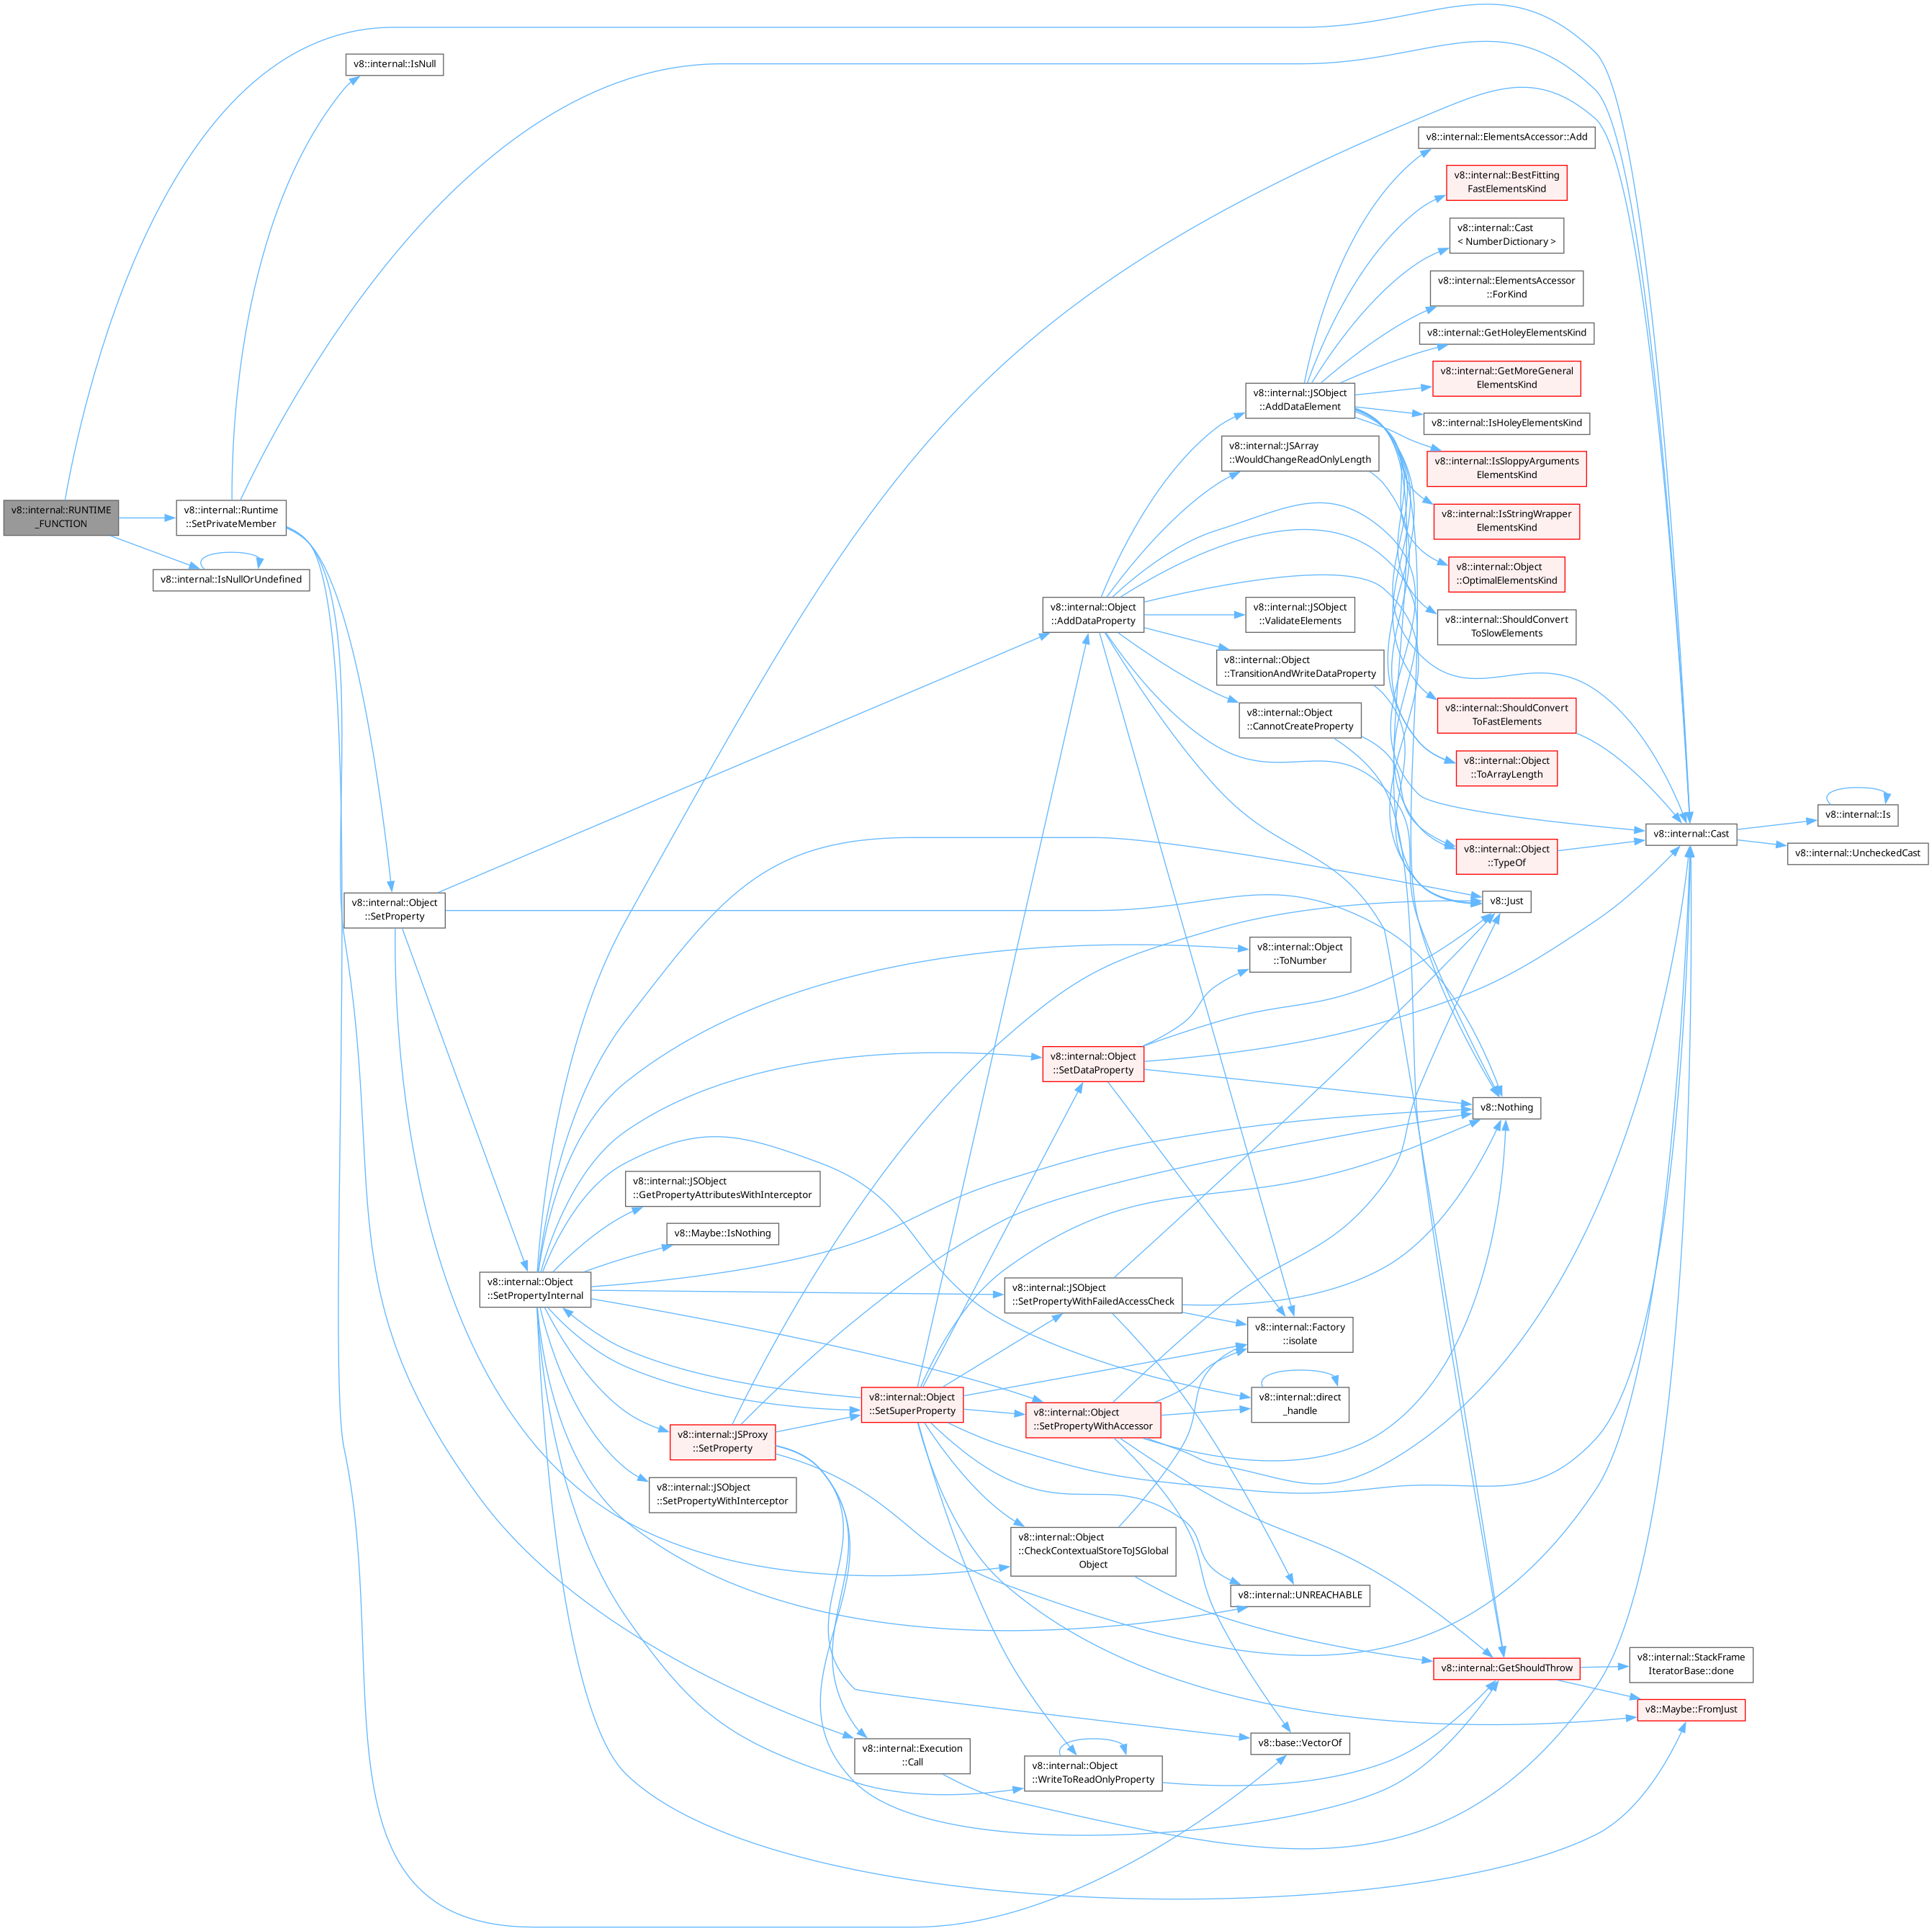 v8::internal::RUNTIME
_FUNCTION
v8::internal::IsNull
v8::internal::Runtime
::SetPrivateMember
v8::internal::IsNullOrUndefined
v8::internal::Object
::SetProperty
v8::internal::Object
::SetPropertyInternal
v8::internal::JSObject
::GetPropertyAttributesWithInterceptor
v8::Maybe::IsNothing
v8::internal::JSProxy
::SetProperty
v8::internal::JSObject
::SetPropertyWithInterceptor
v8::internal::Object
::SetSuperProperty
v8::internal::Execution
::Call
v8::internal::Object
::AddDataProperty
v8::internal::Object
::SetDataProperty
v8::internal::JSObject
::SetPropertyWithFailedAccessCheck
v8::internal::Object
::SetPropertyWithAccessor
v8::internal::Object
::CheckContextualStoreToJSGlobal
Object
v8::internal::Object
::WriteToReadOnlyProperty
v8::internal::JSObject
::AddDataElement
v8::internal::JSArray
::WouldChangeReadOnlyLength
v8::internal::JSObject
::ValidateElements
v8::internal::Object
::TransitionAndWriteDataProperty
v8::internal::Object
::CannotCreateProperty
v8::internal::Object
::ToNumber
v8::internal::Factory
::isolate
v8::internal::direct
_handle
v8::internal::UNREACHABLE
v8::base::VectorOf
v8::internal::ElementsAccessor::Add
v8::internal::BestFitting
FastElementsKind
v8::internal::Cast
< NumberDictionary >
v8::internal::ElementsAccessor
::ForKind
v8::internal::GetHoleyElementsKind
v8::internal::GetMoreGeneral
ElementsKind
v8::internal::IsHoleyElementsKind
v8::internal::IsSloppyArguments
ElementsKind
v8::internal::IsStringWrapper
ElementsKind
v8::internal::Object
::OptimalElementsKind
v8::internal::ShouldConvert
ToSlowElements
v8::internal::ShouldConvert
ToFastElements
v8::internal::Object
::ToArrayLength
v8::internal::Object
::TypeOf
v8::Just
v8::Nothing
v8::internal::GetShouldThrow
v8::internal::Cast
v8::internal::StackFrame
IteratorBase::done
v8::Maybe::FromJust
v8::internal::Is
v8::internal::UncheckedCast